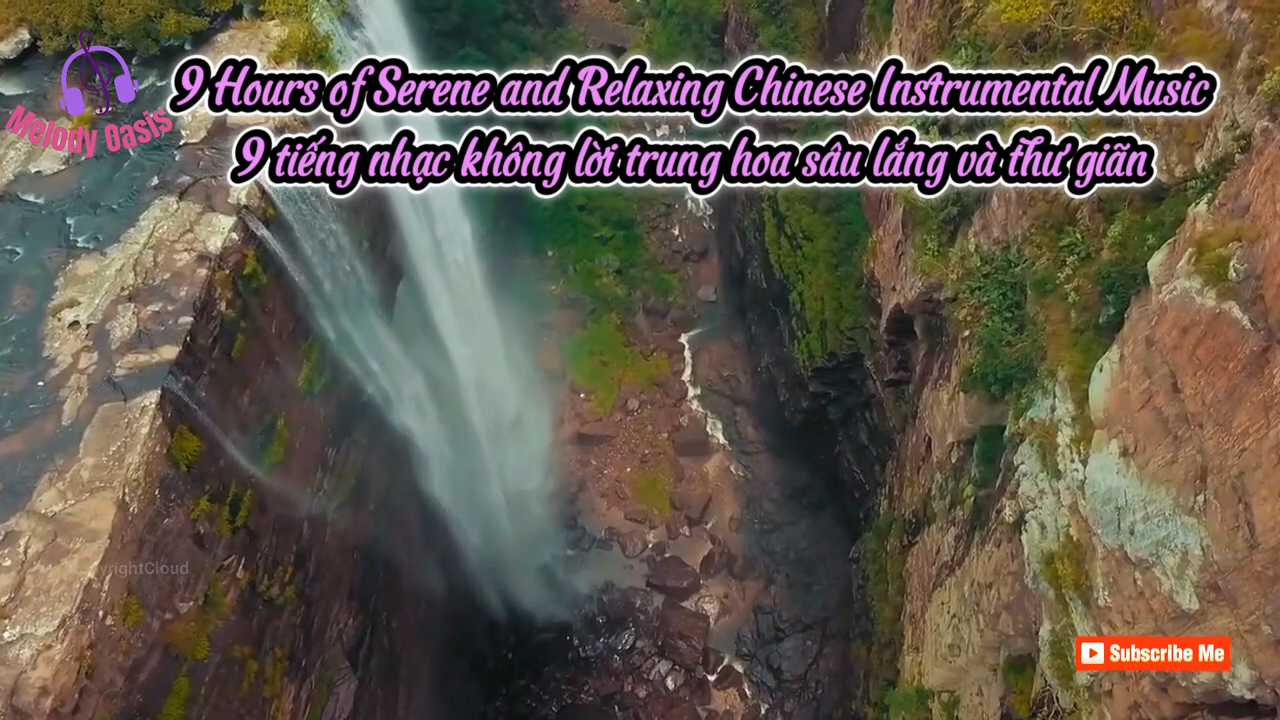 Melody Oasis
9 Hours of Serene and Relaxing Chinese Instrumental Music
9 tiếng nhạc không lời trung hoa sâu lắng và thư giãn
Subscribe Me